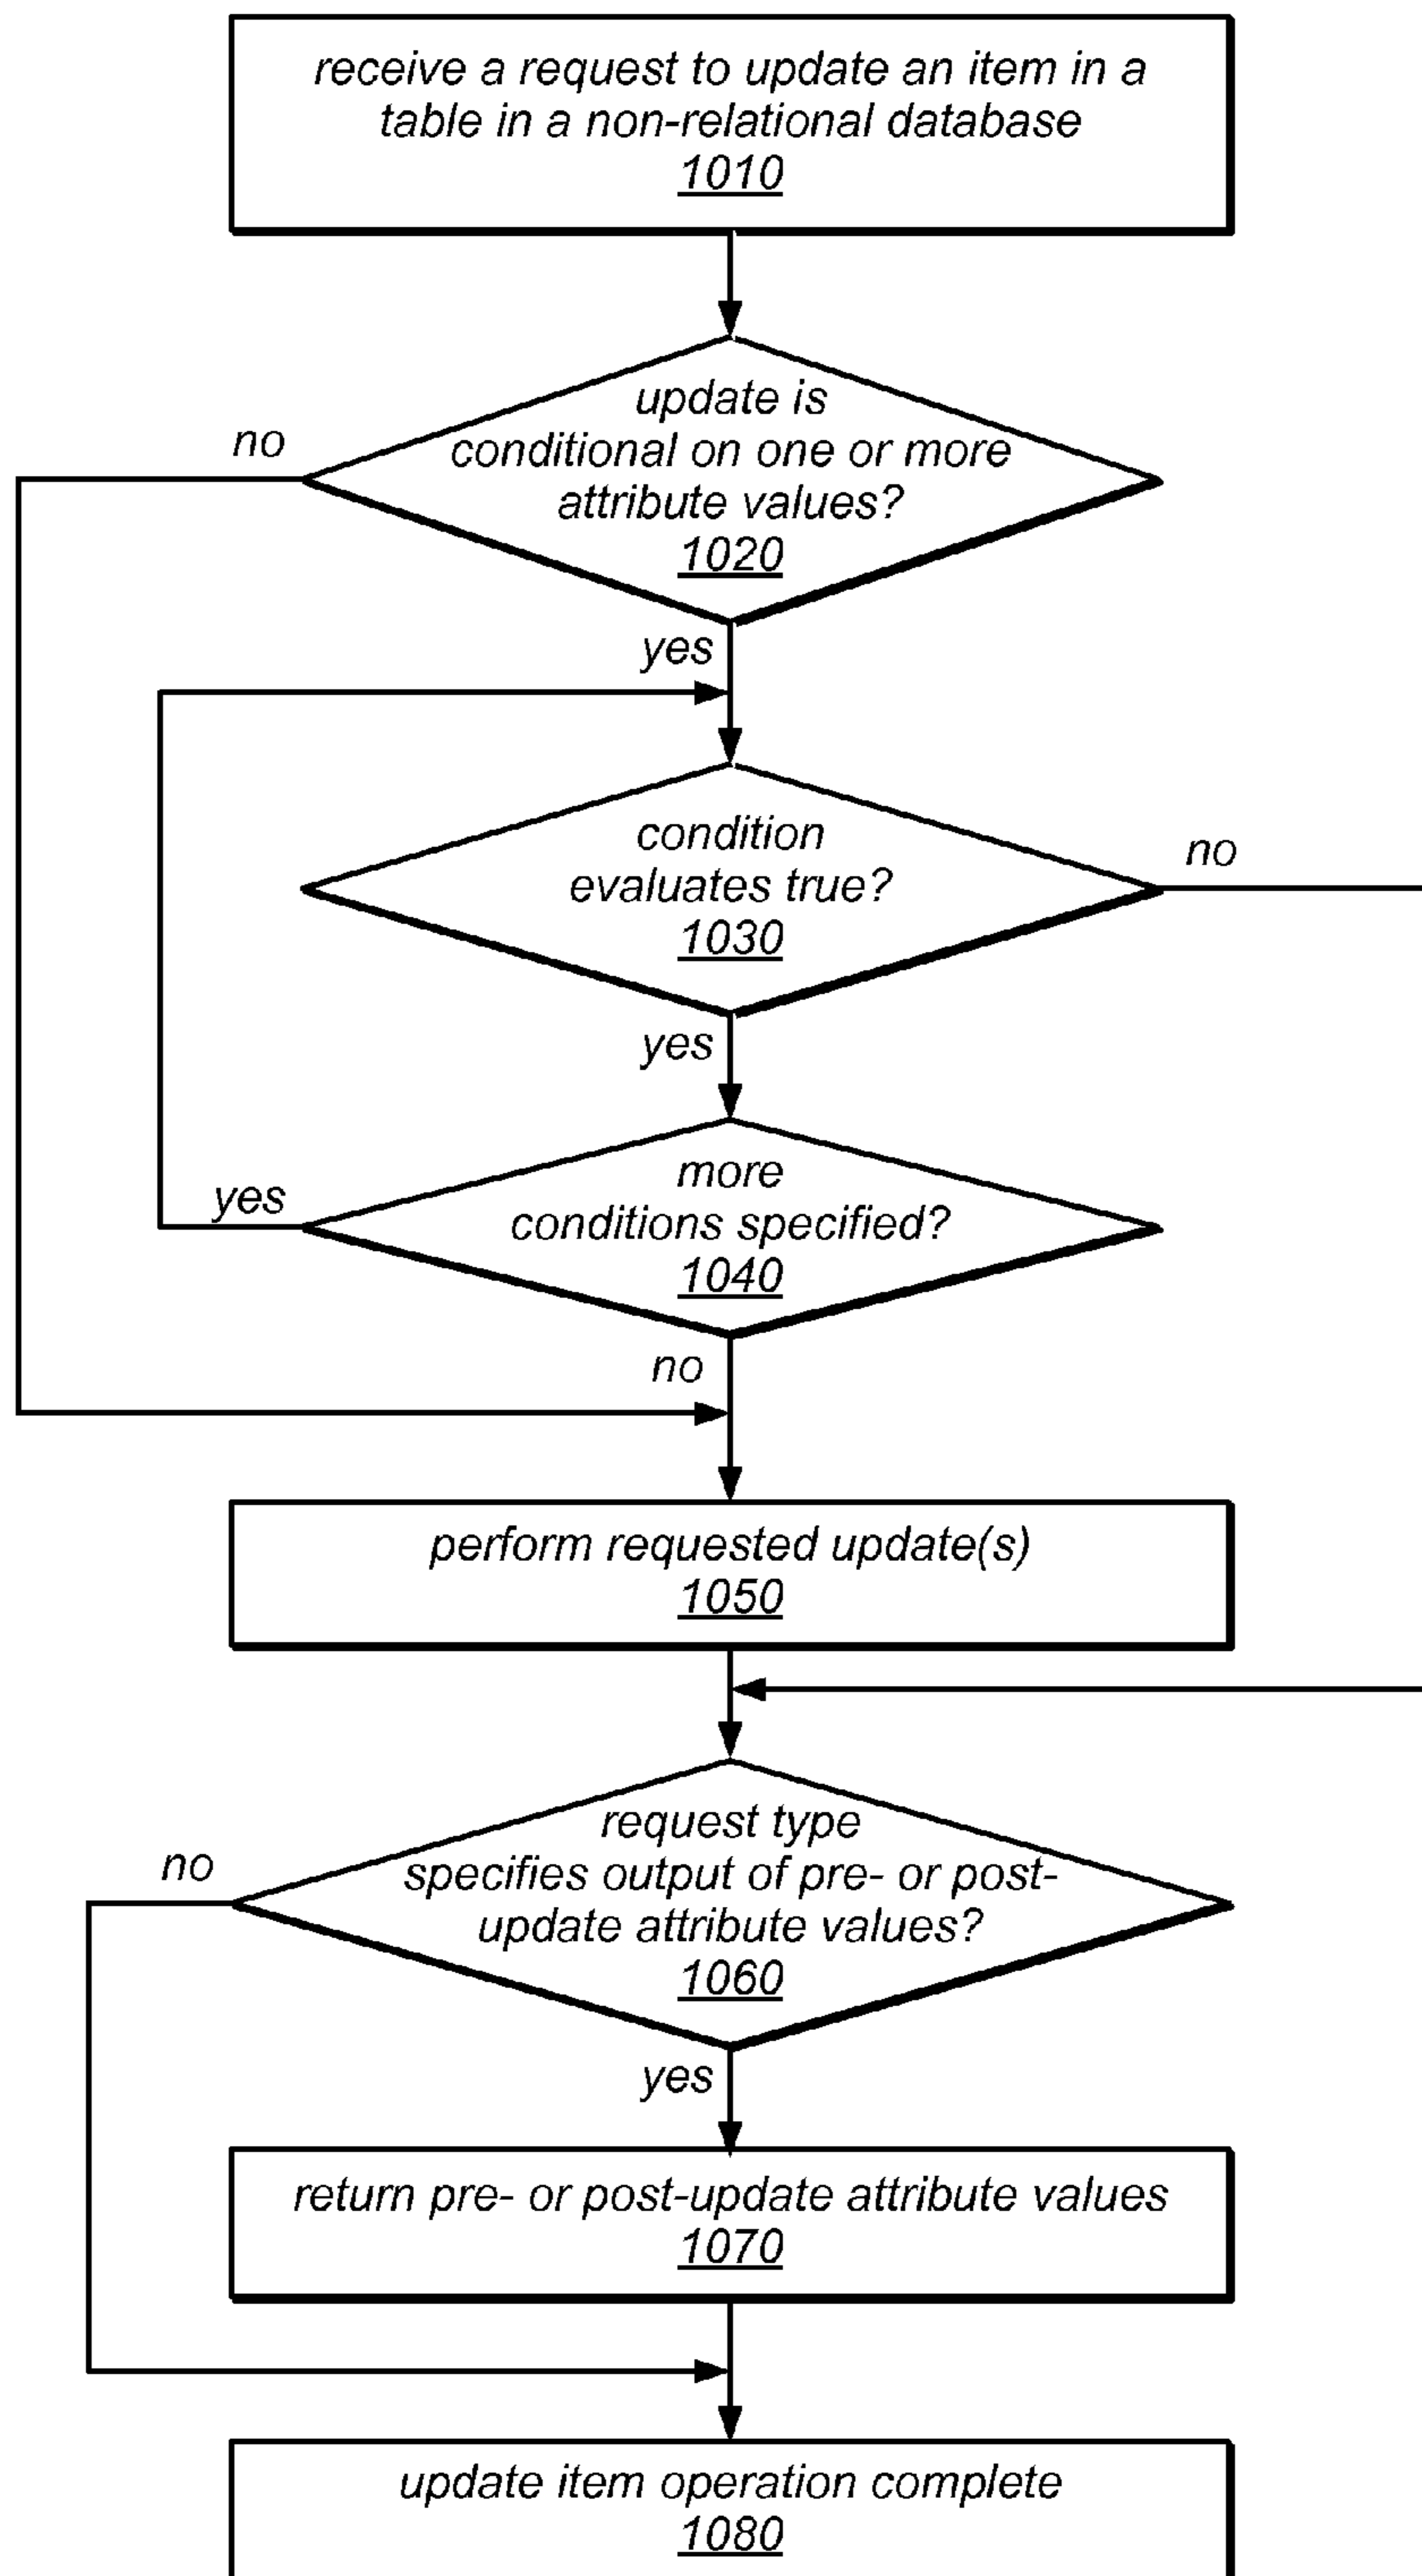 receive a request to update an item in a
table in a non-relational database
1010
update is
conditional on one or more
attribute values?
1020
no
yes
condition
evaluates true?
1030
no
yes
more
conditions specified?
1040
yes
no
perform requested update(s)
1050
request type
specifies output of pre- or post-
update attribute values?
1060
no
yes
return pre- or post-update attribute values
1070
update item operation complete
1080